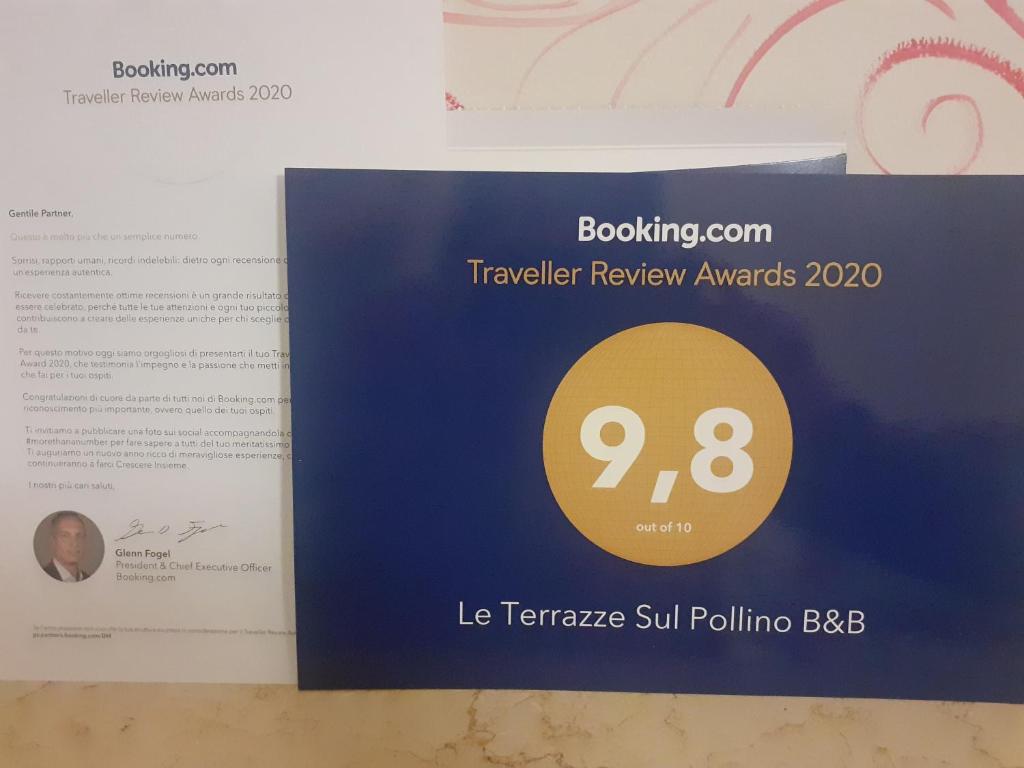 Booking.com
Traveller Review Awards 2020
Gentile Partner,
Questo è molto più che un semplice numero.
Sorrisi, rapporti umani, ricordi indelebili: dietro ogni recensione c
un'esperienza autentica.
Ricevere costantemente ottime recensioni è un grande risultato c
essere celebrato, perché tutte le tue attenzioni e ogni tuo piccolo
contribuiscono a creare delle esperienze uniche per chi sceglie d
da te.
Per questo motivo oggi siamo orgogliosi di presentarti il tuo Trav
Award 2020, che testimonia l'impegno e la passione che metti in
che fai per i tuoi ospiti.
Congratulazioni di cuore da parte di tutti noi di Booking.com per
riconoscimento più importante, ovvero quello dei tuoi ospiti.
Ti invitiamo a pubblicare una foto sui social accompagnandola c
#morethananumber per fare sapere a tutti del tuo meritatissimo
Ti auguriamo un nuovo anno ricco di meravigliose esperienze, c
continueranno a farci Crescere Insieme.
I nostri più cari saluti,
Glenn Fogel
President & Chief Executive Officer
Booking.com
Booking.com
Traveller Review Awards 2020
9,8
out of 10
Le Terrazze Sul Pollino B&B